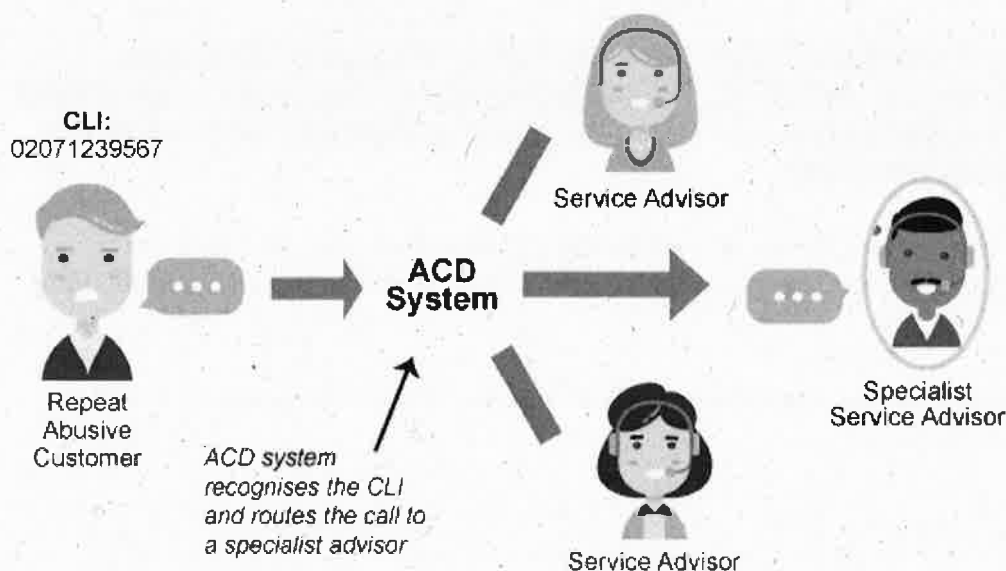 CLI:
02071239567
Repeat
Abusive
Customer
ACD
System
ACD system
recognises the CLI
and routes the call to
a specialist advisor
Service Advisor
Service Advisor
Specialist
Service Advisor